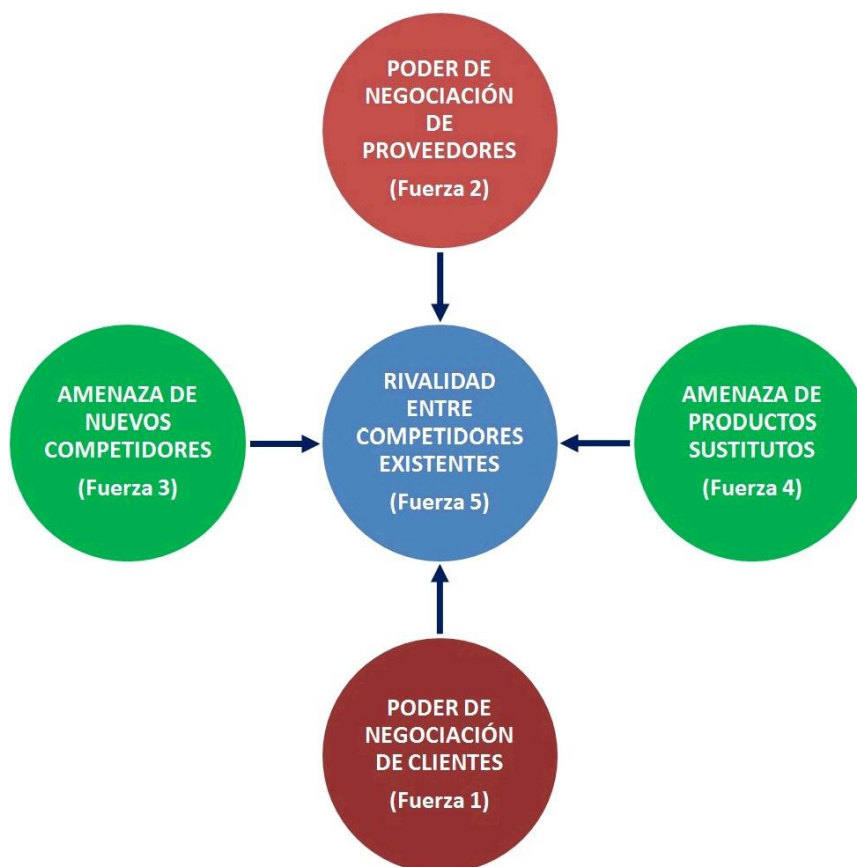 PODER DE
NEGOCIACIÓN
DE
PROVEEDORES
(Fuerza 2)
AMENAZA DE
NUEVOS
COMPETIDORES
(Fuerza 3)
RIVALIDAD
ENTRE
COMPETIDORES
EXISTENTES
(Fuerza 5)
AMENAZA DE
PRODUCTOS
SUSTITUTOS
(Fuerza 4)
PODER DE
NEGOCIACIÓN
DE CLIENTES
(Fuerza 1)